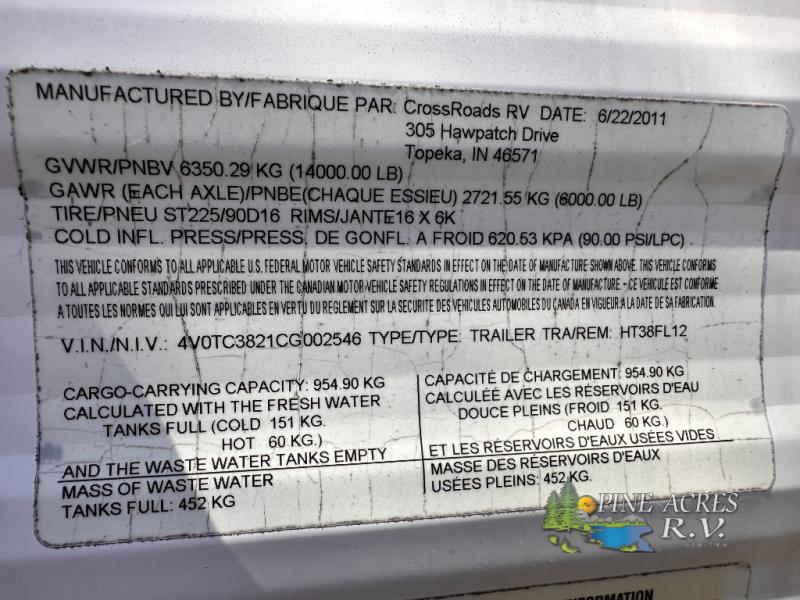 MANUFACTURED BY/FABRIQUE PAR: CrossRoads RV DATE: 6/22/2011
305 Hawpatch Drive
Topeka, IN 46571
GVWR/PNBV 6350.29 KG (14000.00 LB)
GAWR (EACH AXLE)/PNBE(CHAQUE ESSIEU) 2721.55 KG (6000.00 LB)
TIRE/PNEU ST225/90D16 RIMS/JANTE16 X 6K
COLD INFL. PRESS/PRESS. DE GONFL. A FROID 620.53 KPA (90.00 PSI/LPC)
THIS VEHICLE CONFORMS TO ALL APPLICABLE U.S. FEDERAL MOTOR VEHICLE SAFETY STANDARDS IN EFFECT ON THE DATE OF MANUFACTURE SHOWN ABOVE. THIS VEHICLE CONFORMS
TO ALL APPLICABLE STANDARDS PRESCRIBED UNDER THE CANADIAN MOTOR VEHICLE SAFETY REGULATIONS IN EFFECT ON THE DATE OF MANUFACTURE - CE VEHICULE EST CONFORME
A TOUTES LES NORMES QUI LUI SONT APPLICABLES EN VERTU DU REGLEMENT SUR LA SECURITE DES VEHICULES AUTOMOBILES DU CANADA EN VIGUEUR A LA DATE DE SA FABRICATION.
V.I.N./N.I.V.: 4V0TC3821CG002546 TYPE/TYPE: TRAILER TRA/REM: HT38FL12
CARGO-CARRYING CAPACITY: 954.90 KG
CALCULATED WITH THE FRESH WATER
TANKS FULL (COLD 151 KG.
HOT 60 KG.)
AND THE WASTE WATER TANKS EMPTY
MASS OF WASTE WATER
TANKS FULL: 452 KG
CAPACITÉ DE CHARGEMENT: 954.90 KG
CALCULÉE AVEC LES RÉSERVOIRS D'EAU
DOUCE PLEINS (FROID 151 KG.
CHAUD 60 KG.)
ET LES RÉSERVOIRS D'EAUX USÉES VIDES
MASSE DES RÉSERVOIRS D'EAUX
USÉES PLEINS: 452 KG.
PINE ACRES
R.V.
LIMITED
INFORMATION